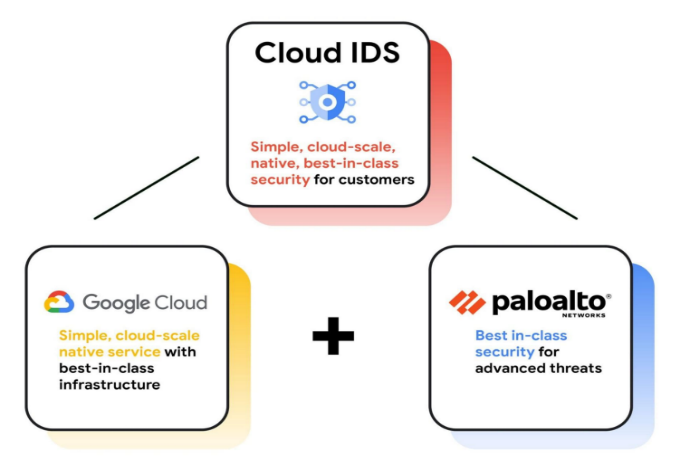 Cloud IDS
Simple, cloud-scale,
native, best-in-class
security for customers
Google Cloud
Simple, cloud-scale
native service with
best-in-class
infrastructure
+
paloalto®
NETWORKS
Best in-class
security for
advanced threats